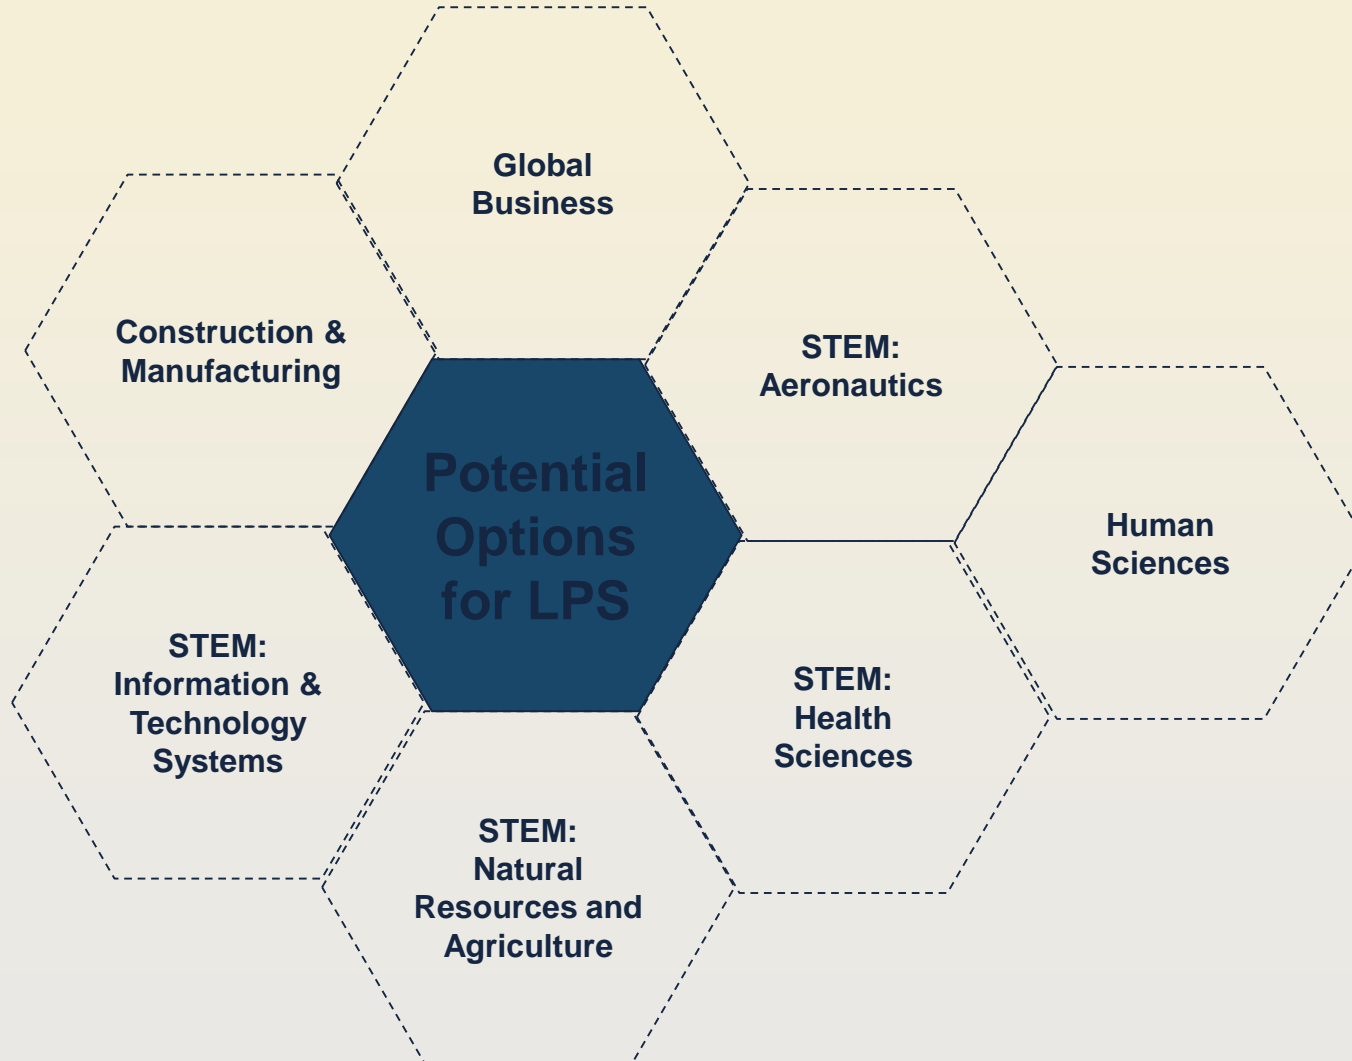 Global
Business
Construction &
Manufacturing
STEM:
Aeronautics
Potential
Options
for LPS
Human
Sciences
STEM:
Information &
Technology
Systems
STEM:
Health
Sciences
STEM:
Natural
Resources and
Agriculture